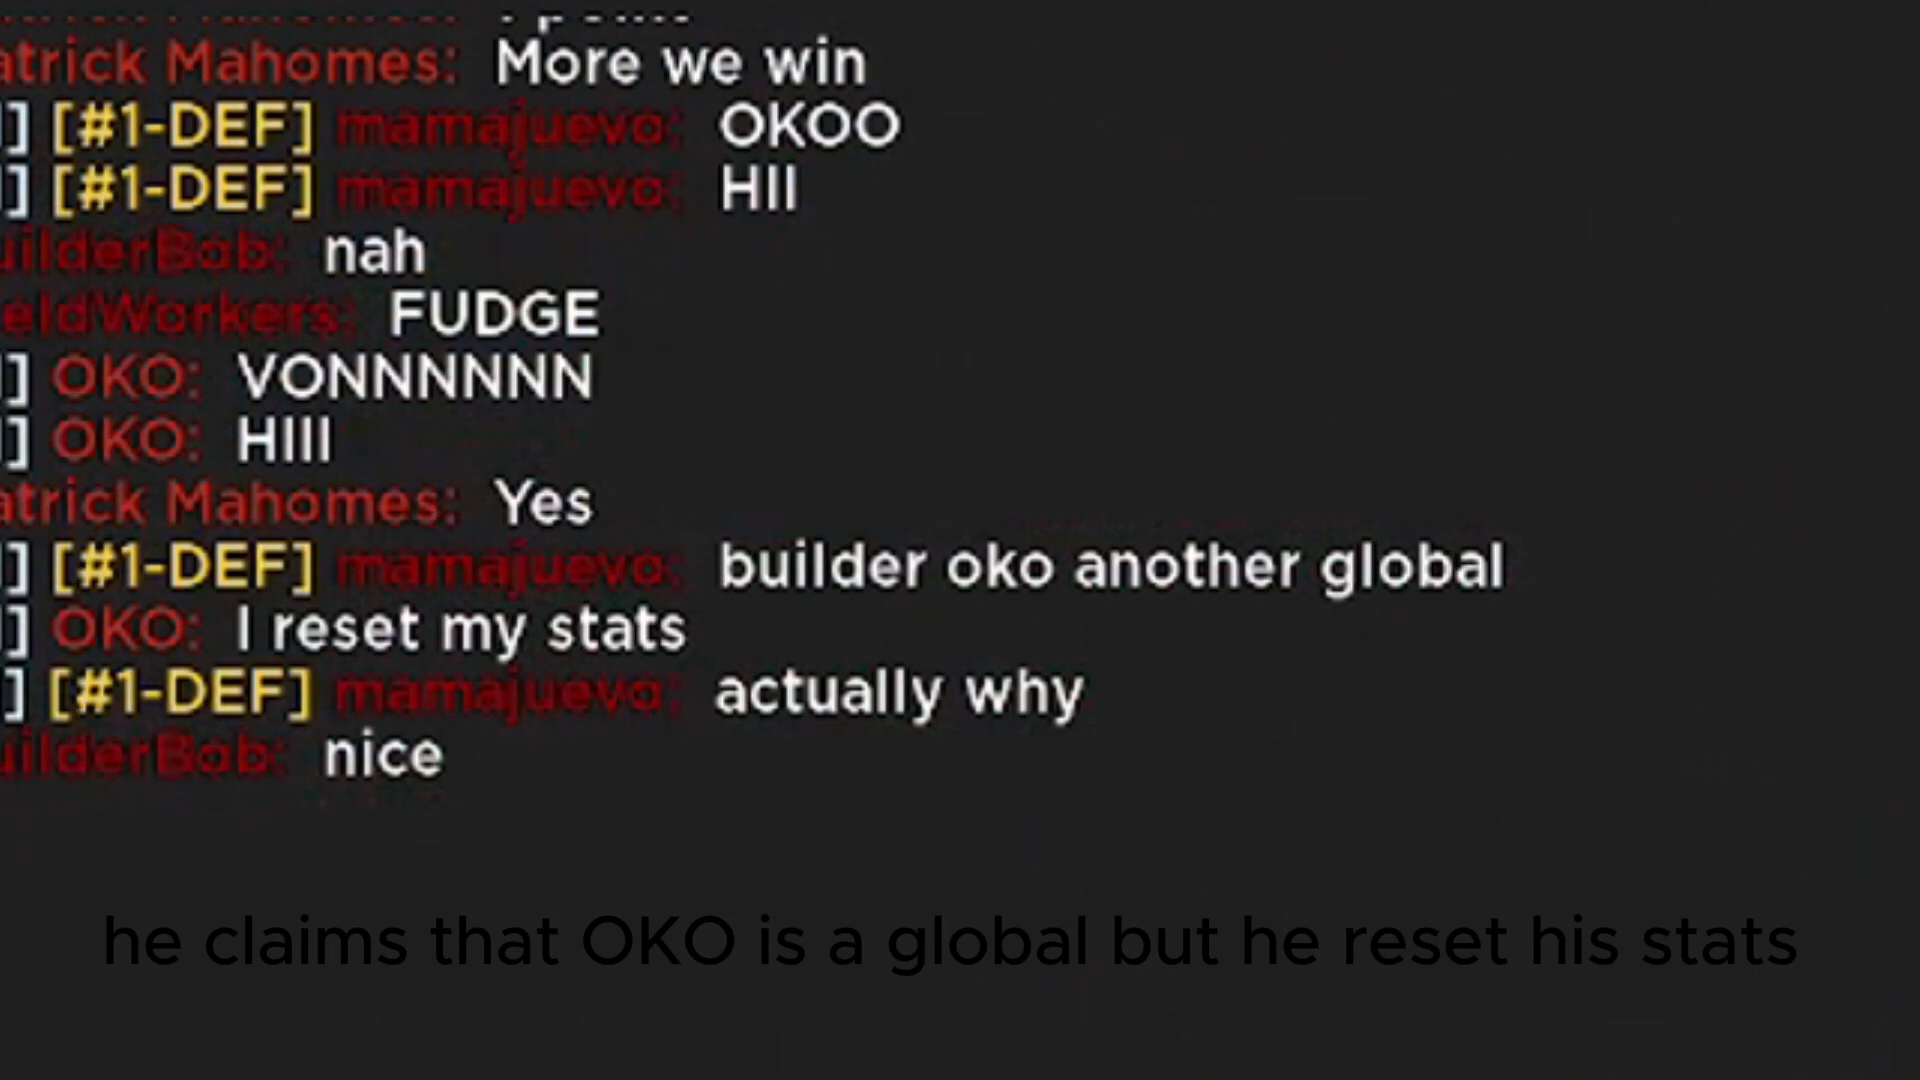 atrick Mahomes: More we win
] [#1-DEF] mamajuevo: OKOO
] [#1-DEF] mamajuevo: HII
uilderBob: nah
eldWorkers: FUDGE
] OKO: VONNNNNN
] OKO: HIII
atrick Mahomes: Yes
] [#1-DEF] mamajuevo: builder oko another global
] OKO: I reset my stats
] [#1-DEF] mamajuevo: actually why
uilderBob: nice
he claims that OKO is a global but he reset his stats